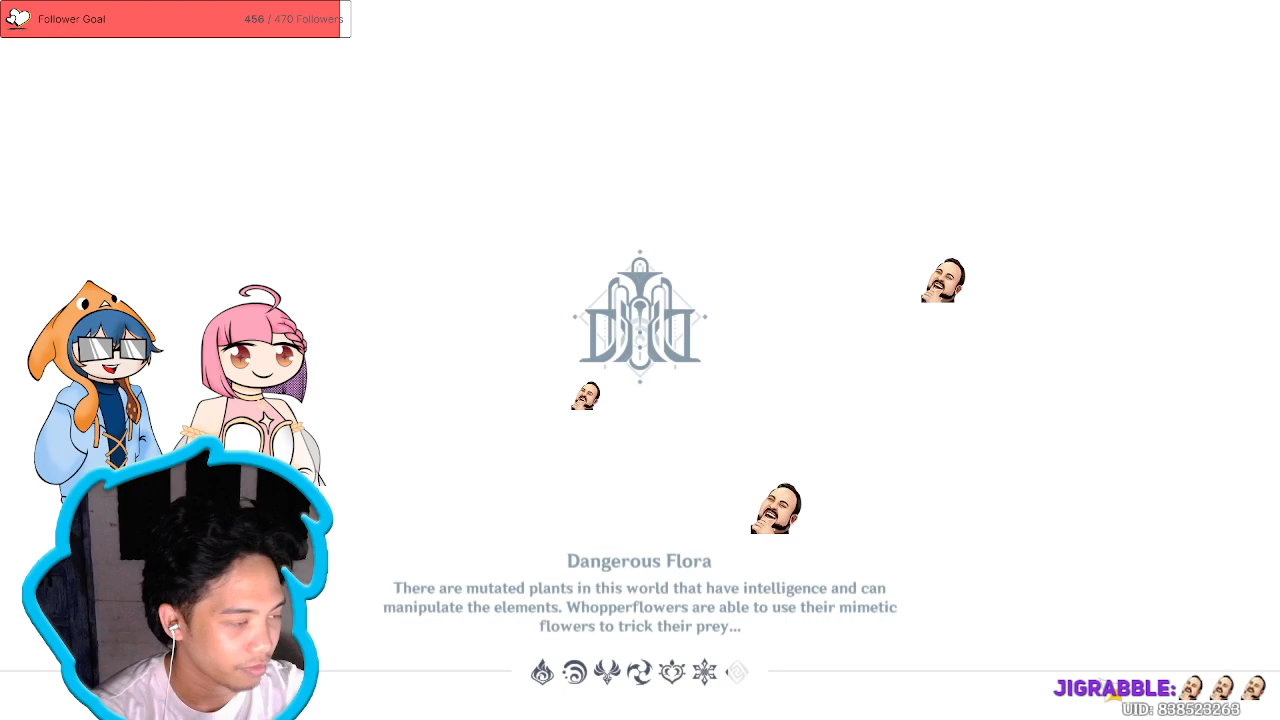 Follower Goal
456 / 470 Followers
Dangerous Flora
There are mutated plants in this world that have intelligence and can
manipulate the elements. Whopperflowers are able to use their mimetic
flowers to trick their prey...
JIGRABBLE:
UID: 838523263